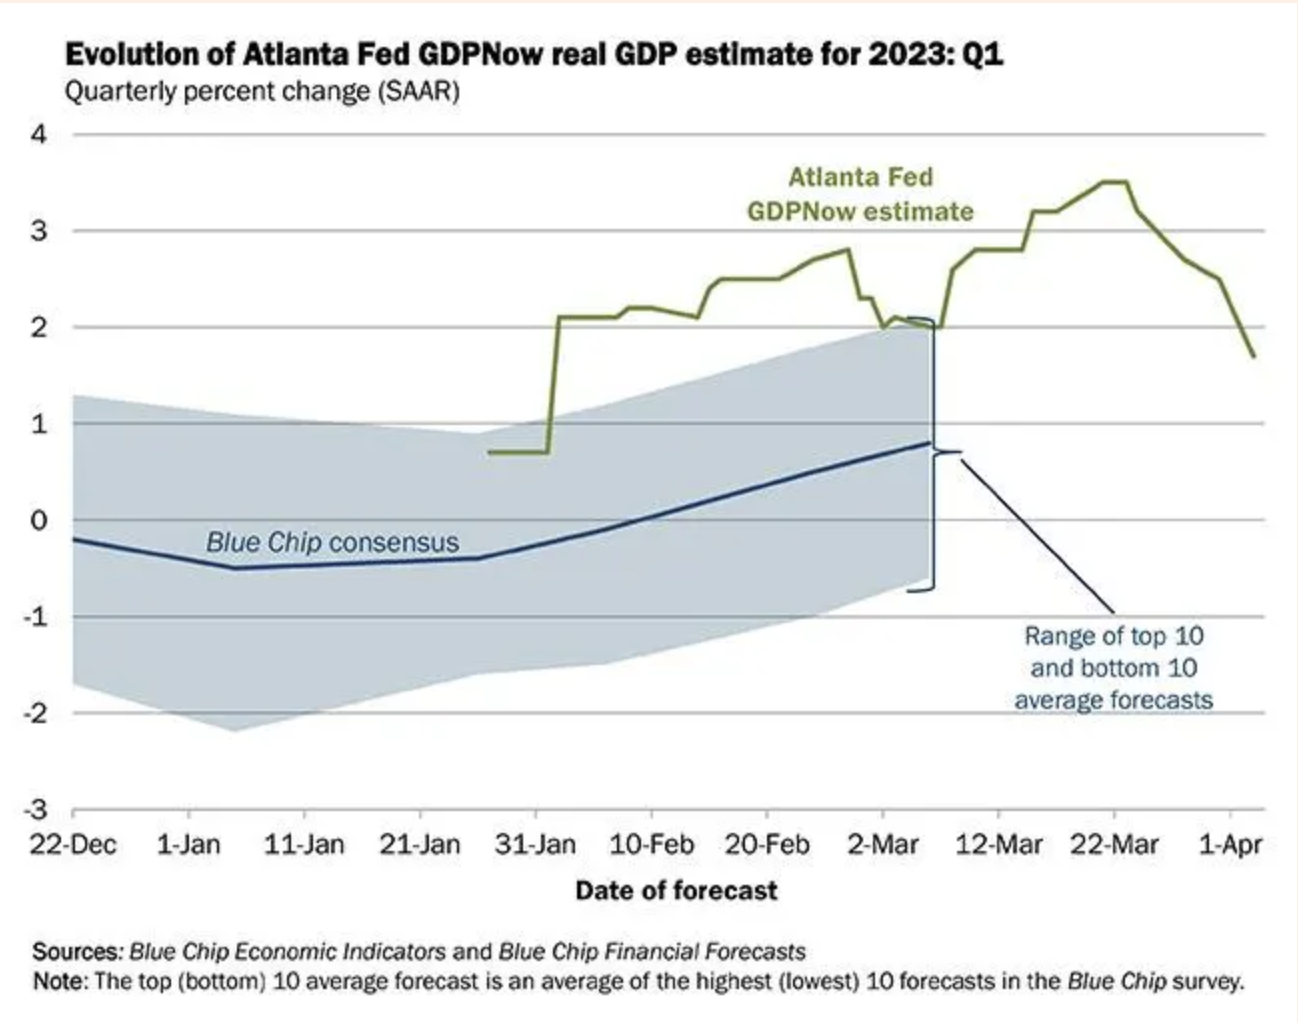 Evolution of Atlanta Fed GDPNow real GDP estimate for 2023: Q1
Quarterly percent change (SAAR)
4
3
2
1
0
-1
-2
-3
Atlanta Fed
GDPNow estimate
Blue Chip consensus
Range of top 10
and bottom 10
average forecasts
22-Dec 1-Jan 11-Jan 21-Jan 31-Jan 10-Feb 20-Feb 2-Mar 12-Mar 22-Mar 1-Apr
Date of forecast
Sources: Blue Chip Economic Indicators and Blue Chip Financial Forecasts
Note: The top (bottom) 10 average forecast is an average of the highest (lowest) 10 forecasts in the Blue Chip survey.